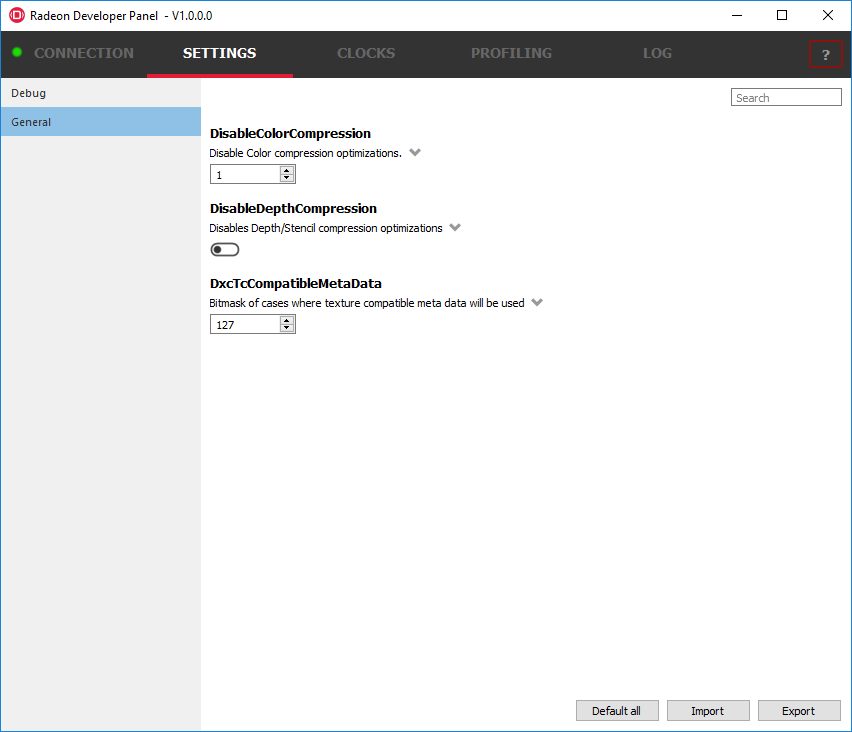 Radeon Developer Panel - V1.0.0.0
CONNECTION SETTINGS CLOCKS PROFILING LOG ?
Debug
General
Search
DisableColorCompression
Disable Color compression optimizations.
1
DisableDepthCompression
Disables Depth/Stencil compression optimizations
DxcTcCompatibleMetaData
Bitmask of cases where texture compatible meta data will be used
127
Default all Import Export